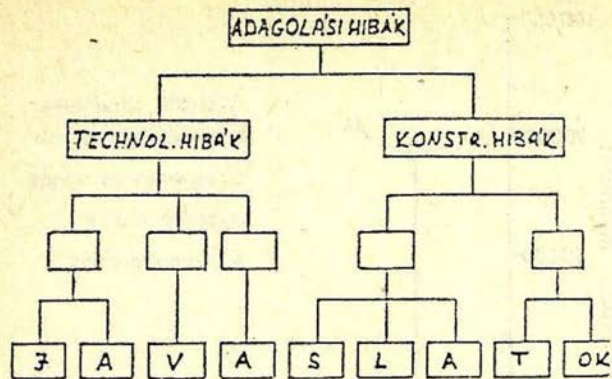 ADAGOLÁSI HIBÁK
TECHNOL. HIBÁK KONSTR. HIBÁK
J A V A S L A T OK